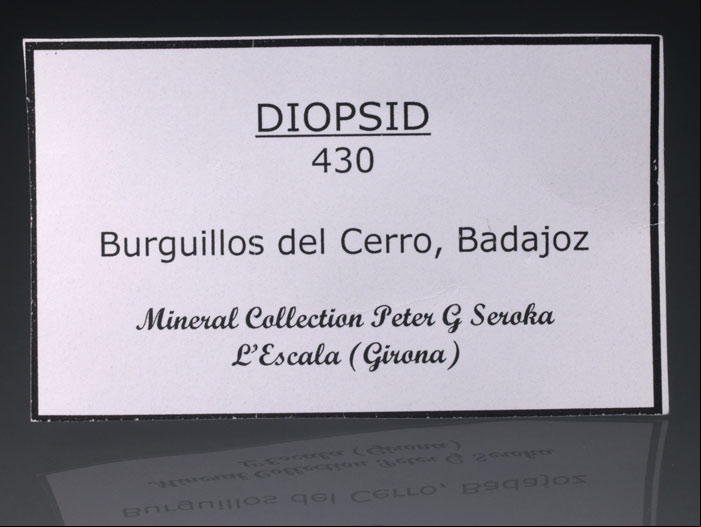 DIOPSID
430
Burguillos del Cerro, Badajoz
Mineral Collection Peter G Seroka
L'Escala (Girona)